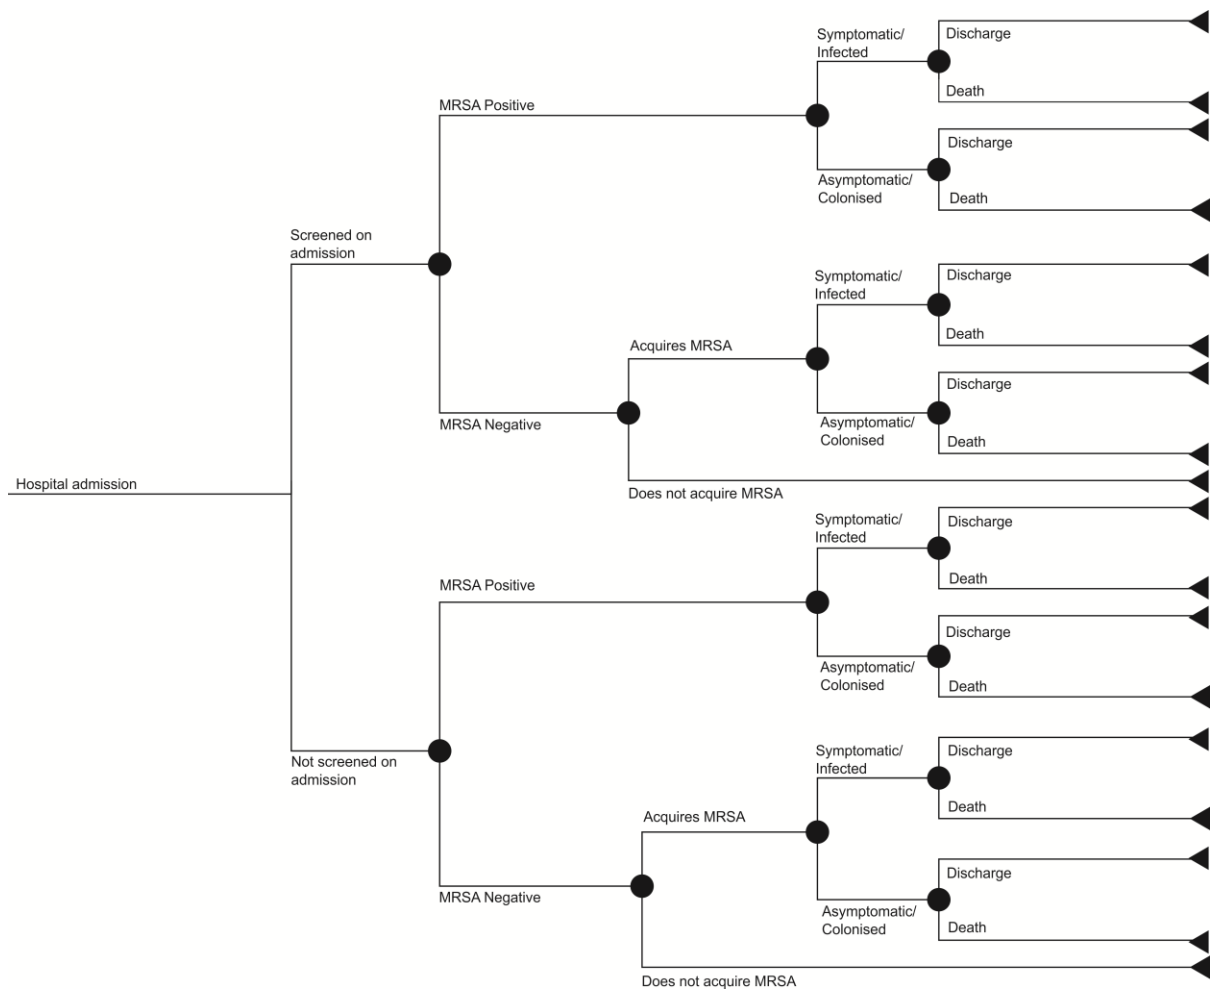 Symptomatic/
Infected
Discharge
Death
MRSA Positive
Discharge
Asymptomatic/
Colonised
Death
Screened on
admission
Symptomatic/
Infected
Discharge
Death
Acquires MRSA
Discharge
MRSA Negative
Asymptomatic/
Colonised
Death
Hospital admission
Does not acquire MRSA
Symptomatic/
Infected
Discharge
Death
MRSA Positive
Discharge
Asymptomatic/
Colonised
Death
Not screened on
admission
Symptomatic/
Infected
Discharge
Death
Acquires MRSA
Discharge
MRSA Negative
Asymptomatic/
Colonised
Death
Does not acquire MRSA